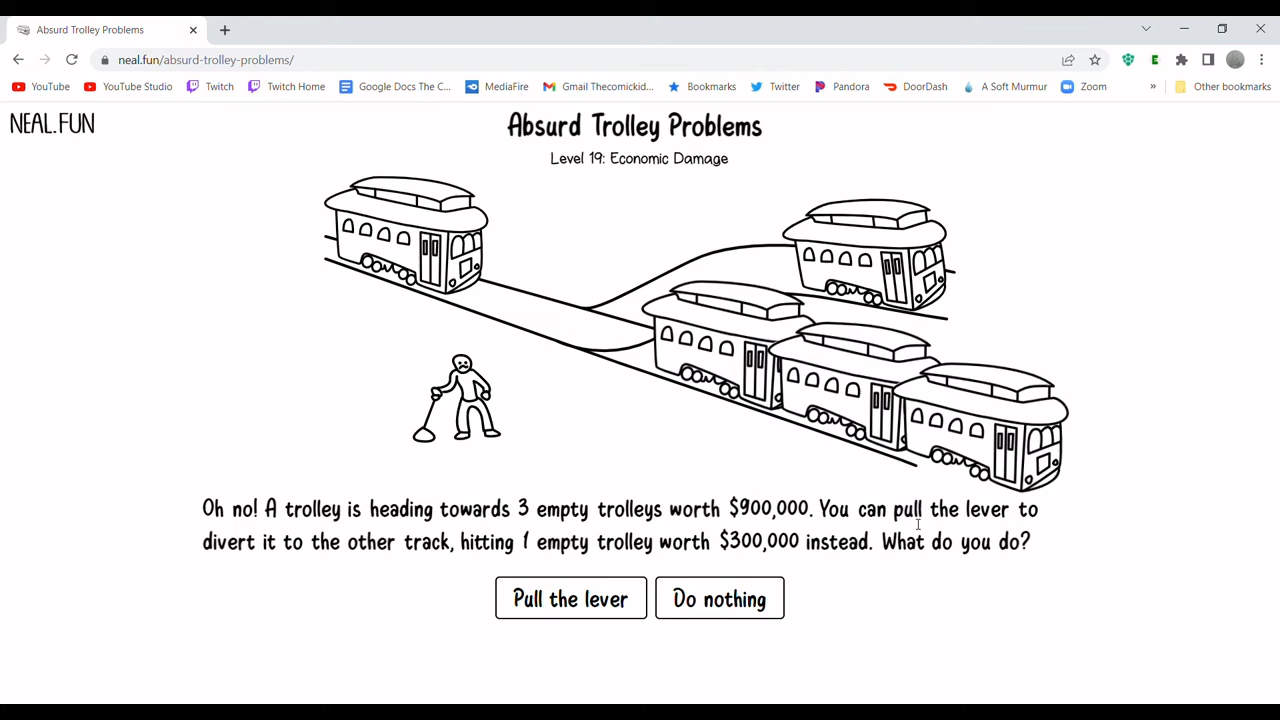 Absurd Trolley Problems
neal.fun/absurd-trolley-problems/
YouTube YouTube Studio Twitch Twitch Home Google Docs The C... MediaFire Gmail Thecomickid... Bookmarks Twitter Pandora DoorDash A Soft Murmur Zoom » Other bookmarks
NEAL.FUN
Absurd Trolley Problems
Level 19: Economic Damage
Oh no! A trolley is heading towards 3 empty trolleys worth $900,000. You can pull the lever to
divert it to the other track, hitting 1 empty trolley worth $300,000 instead. What do you do?
Pull the lever Do nothing